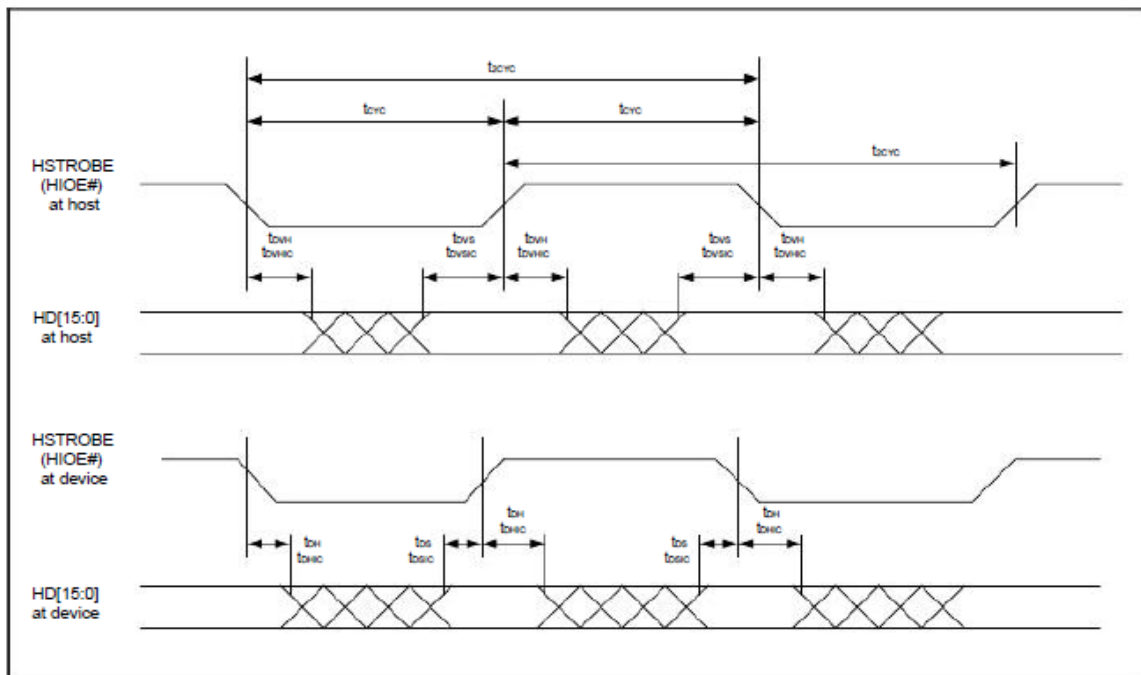 t2CYC
tCYC tCYC
t2CYC
HSTROBE
(HIOE#)
at host
tDVH tDVS tDVH tDVS tDVH
tDVHIC tDVSIC tDVHIC tDVSIC tDVHIC
HD[15:0]
at host
HSTROBE
(HIOE#)
at device
tDH tDS tDH tDS tDH
tDHIC tDSIC tDHIC tDSIC tDHIC
HD[15:0]
at device